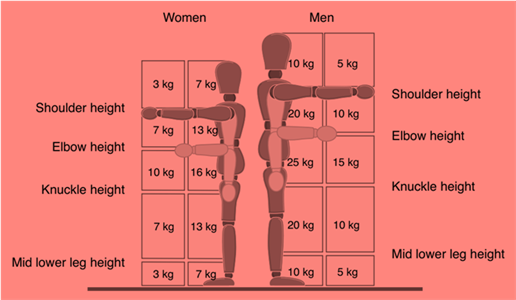 Women
Men
3 kg 7 kg
10 kg 5 kg
Shoulder height
Shoulder height
7 kg 13 kg
20 kg 10 kg
Elbow height
Elbow height
10 kg 16 kg
25 kg 15 kg
Knuckle height
Knuckle height
7 kg 13 kg
20 kg 10 kg
Mid lower leg height
Mid lower leg height
3 kg 7 kg
10 kg 5 kg